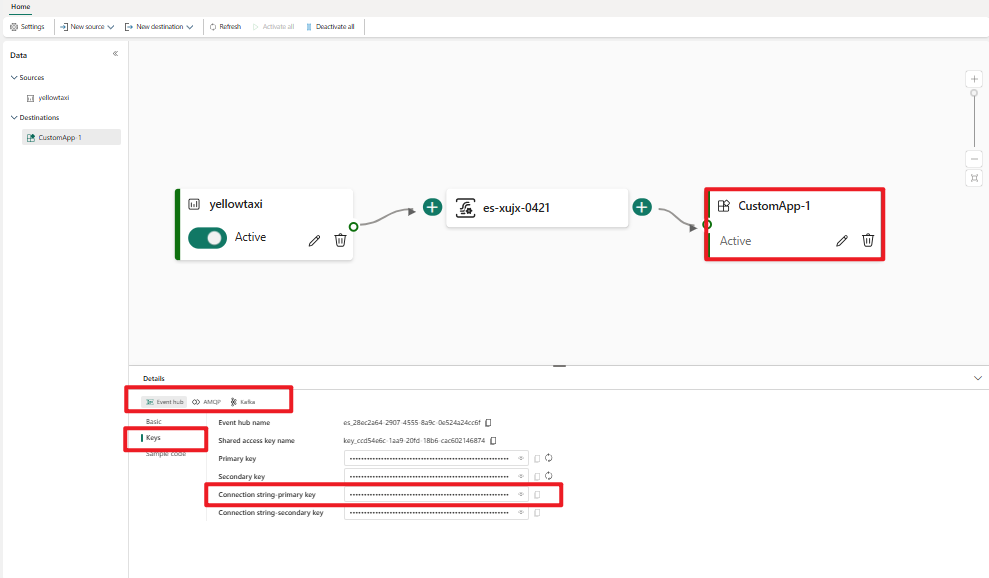 Home
Settings New source New destination Refresh Activate all Deactivate all
Data
Sources
yellowtaxi
Destinations
CustomApp-1
yellowtaxi
Active
es-xujx-0421
CustomApp-1
Active
Details
Event hub AMQP Kafka
Basic
Keys
Sample code
Event hub name es_28ec2a64-2907-4555-8a9c-0e524a24cc6f
Shared access key name key_ccd54e6c-1aa9-20fd-18b6-cac602146874
Primary key
Secondary key
Connection string-primary key
Connection string-secondary key